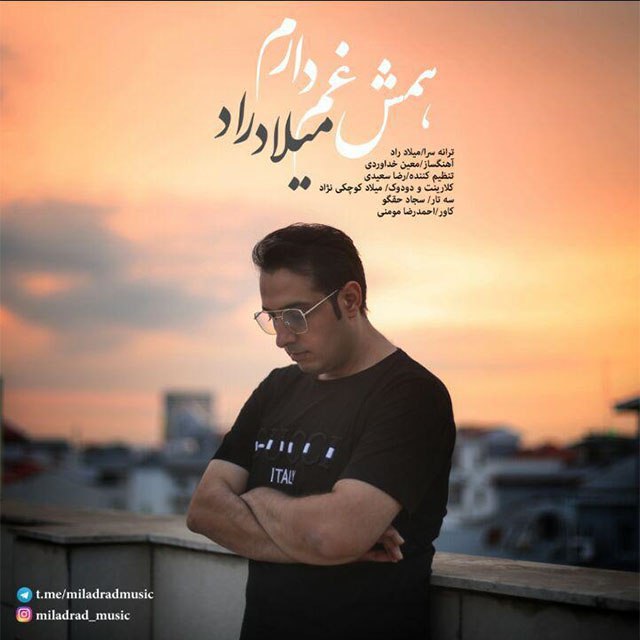 همش غم دارم
میلاد راد
ترانه سرا/میلاد راد
آهنگساز/معین خداوردی
تنظیم کننده/رضا سعیدی
کلارینت و دودوک/ میلاد کوچکی نژاد
سه تار/ سجاد حقگو
کاور/احمدرضا مومنی
ITALY
t.me/miladradmusic
miladrad_music